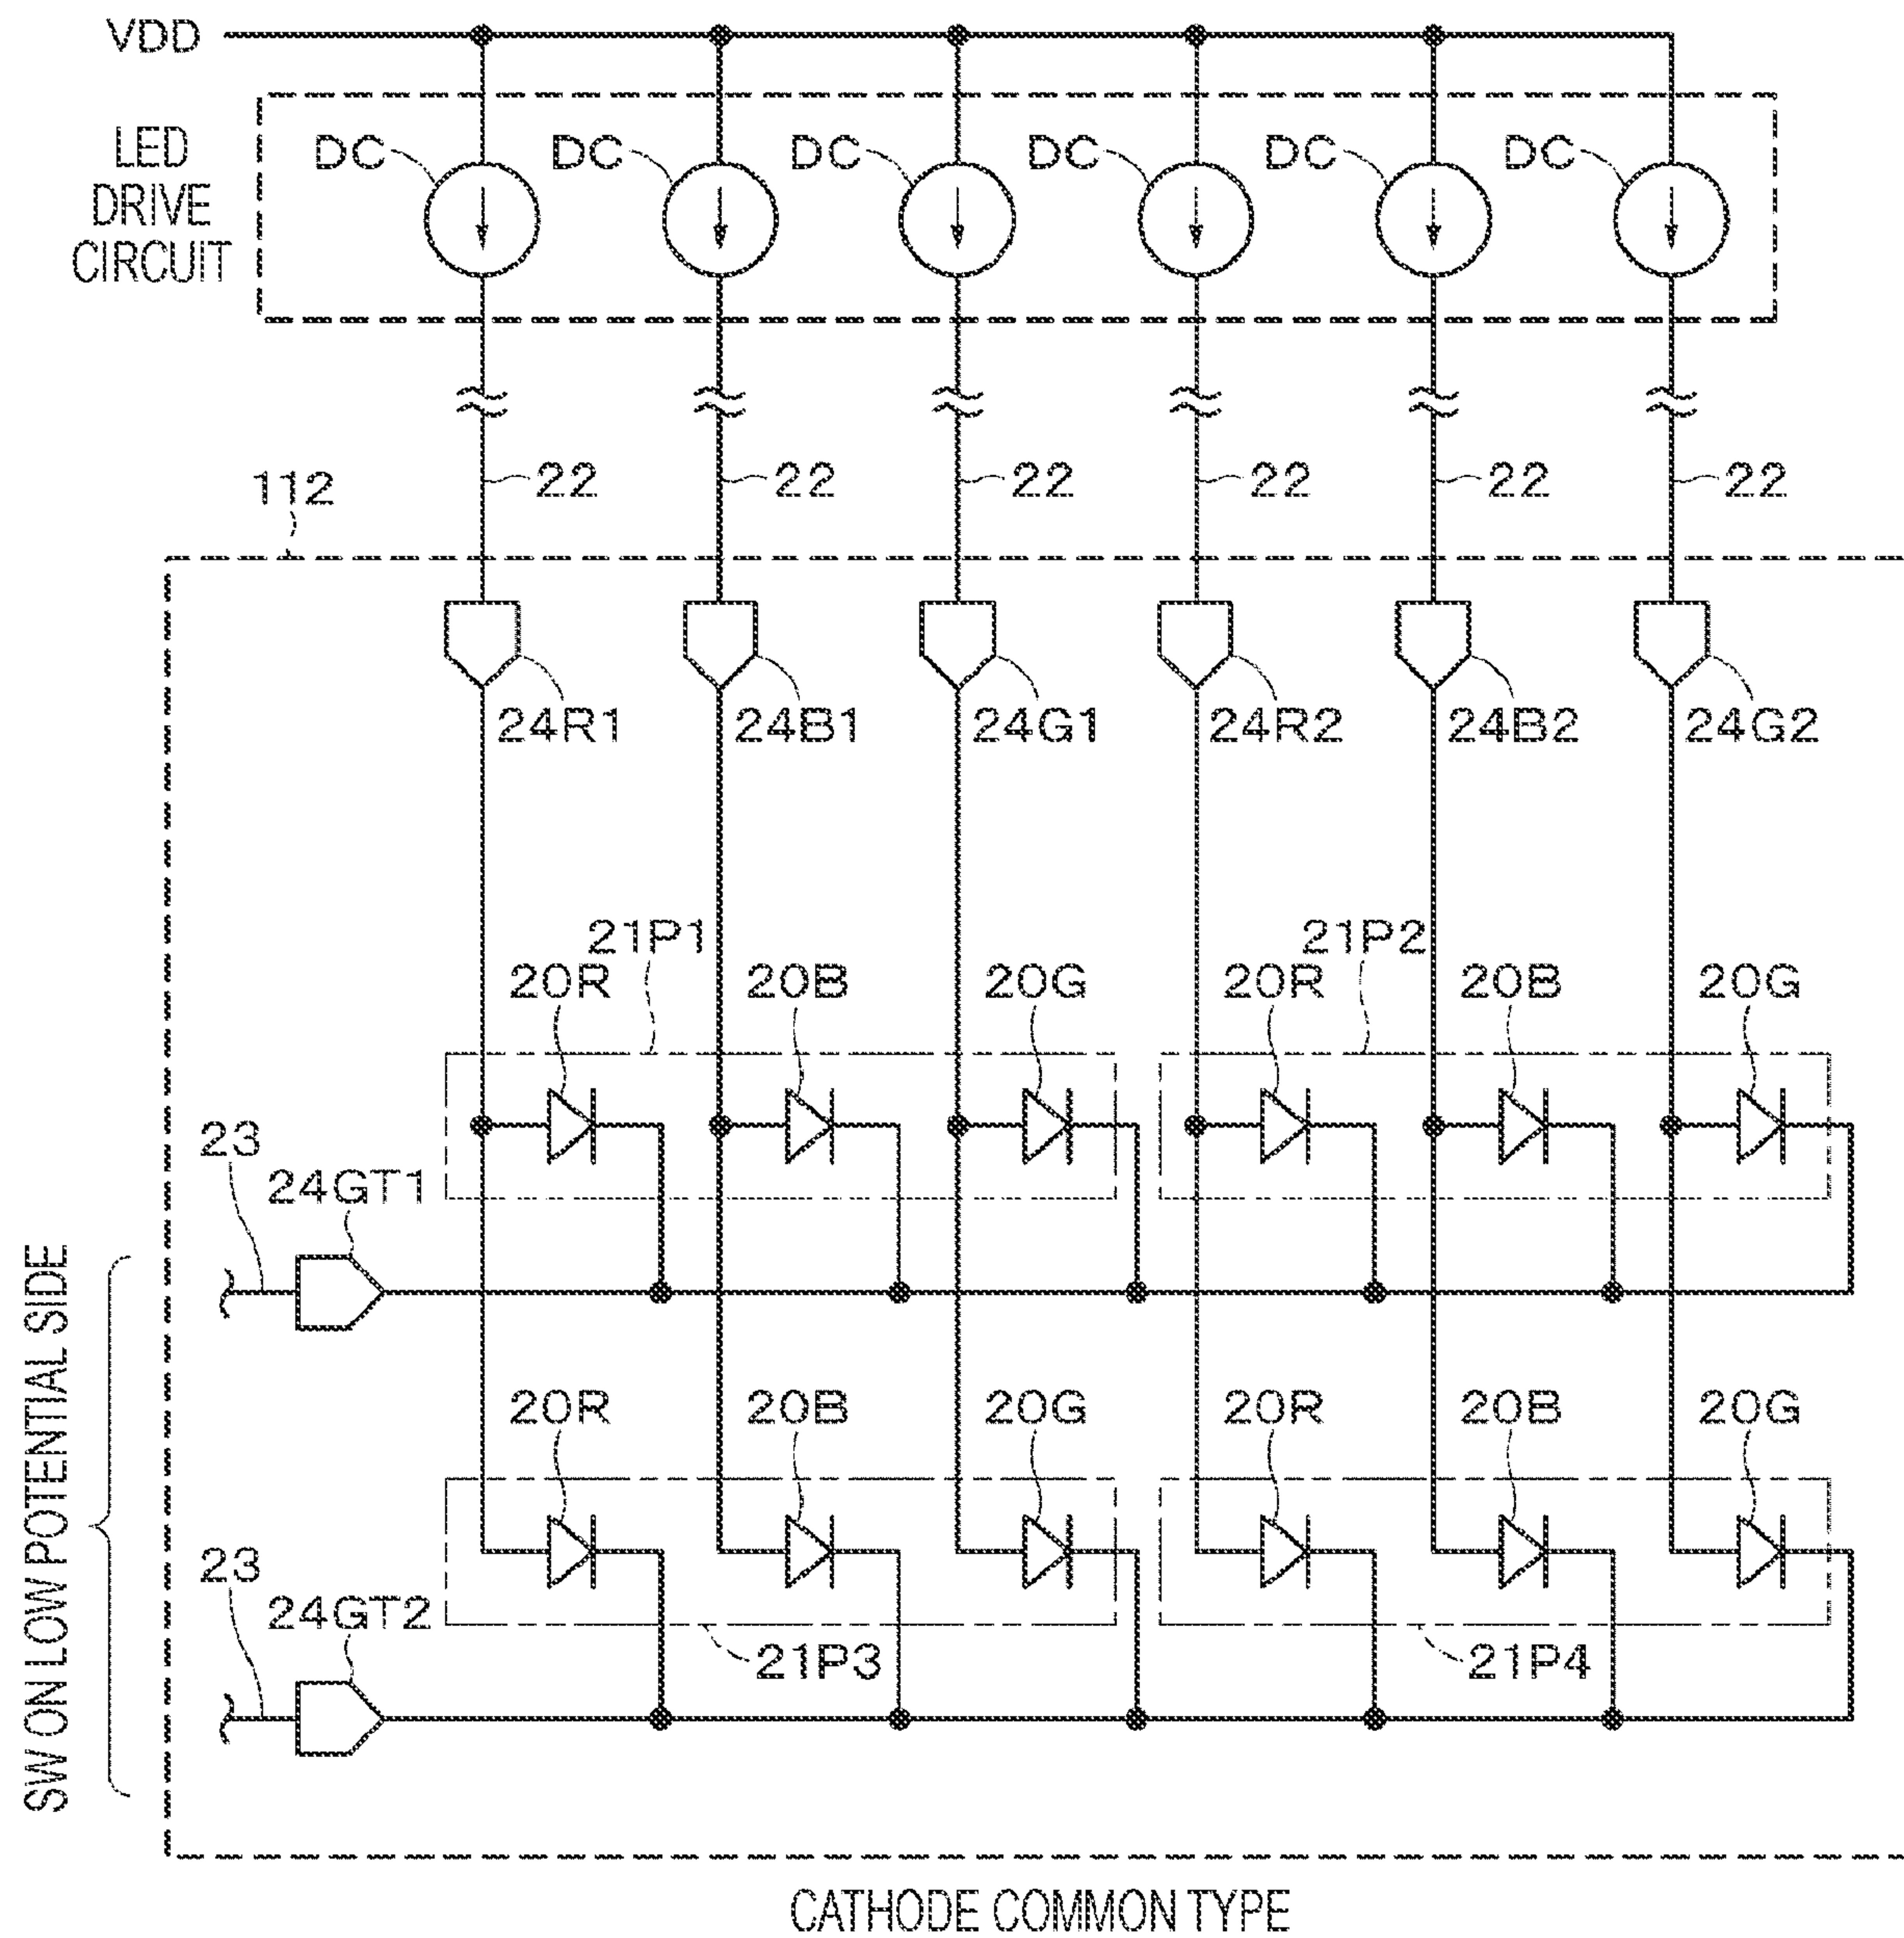 VDD
LED
DRIVE
CIRCUIT
DC DC DC DC DC DC
112
22 22 22 22 22 22
24R1 24B1 24G1 24R2 24B2 24G2
21P1 21P2
20R 20B 20G 20R 20B 20G
23
24GT1
SW ON LOW POTENTIAL SIDE
20R 20B 20G 20R 20B 20G
23
24GT2
21P3 21P4
CATHODE COMMON TYPE